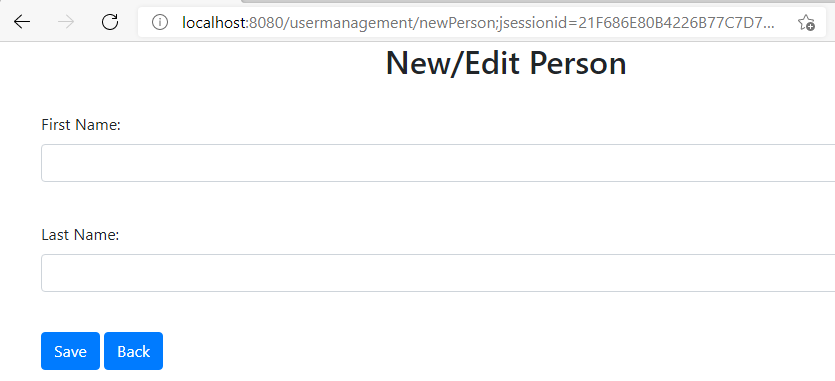 localhost:8080/usermanagement/newPerson;jsessionid=21F686E80B4226B77C7D7...
New/Edit Person
First Name:
Last Name:
Save Back